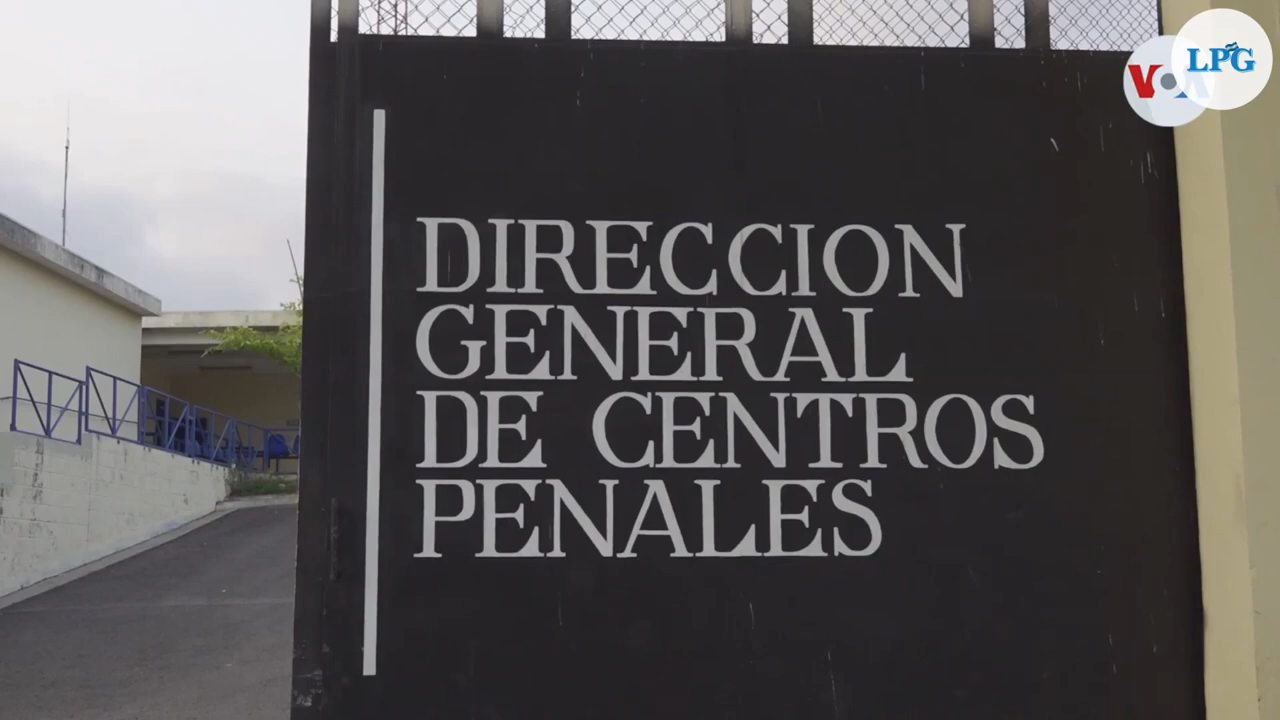 VOA
LPG
DIRECCION
GENERAL
DE CENTROS
PENALES